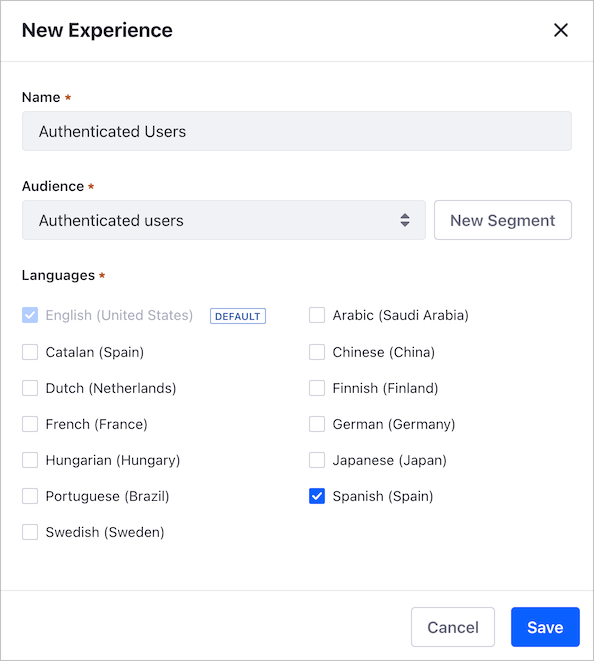 New Experience
Name *
Authenticated Users
Audience *
Authenticated users
New Segment
Languages *
English (United States) DEFAULT
Arabic (Saudi Arabia)
Catalan (Spain)
Chinese (China)
Dutch (Netherlands)
Finnish (Finland)
French (France)
German (Germany)
Hungarian (Hungary)
Japanese (Japan)
Portuguese (Brazil)
Spanish (Spain)
Swedish (Sweden)
Cancel
Save